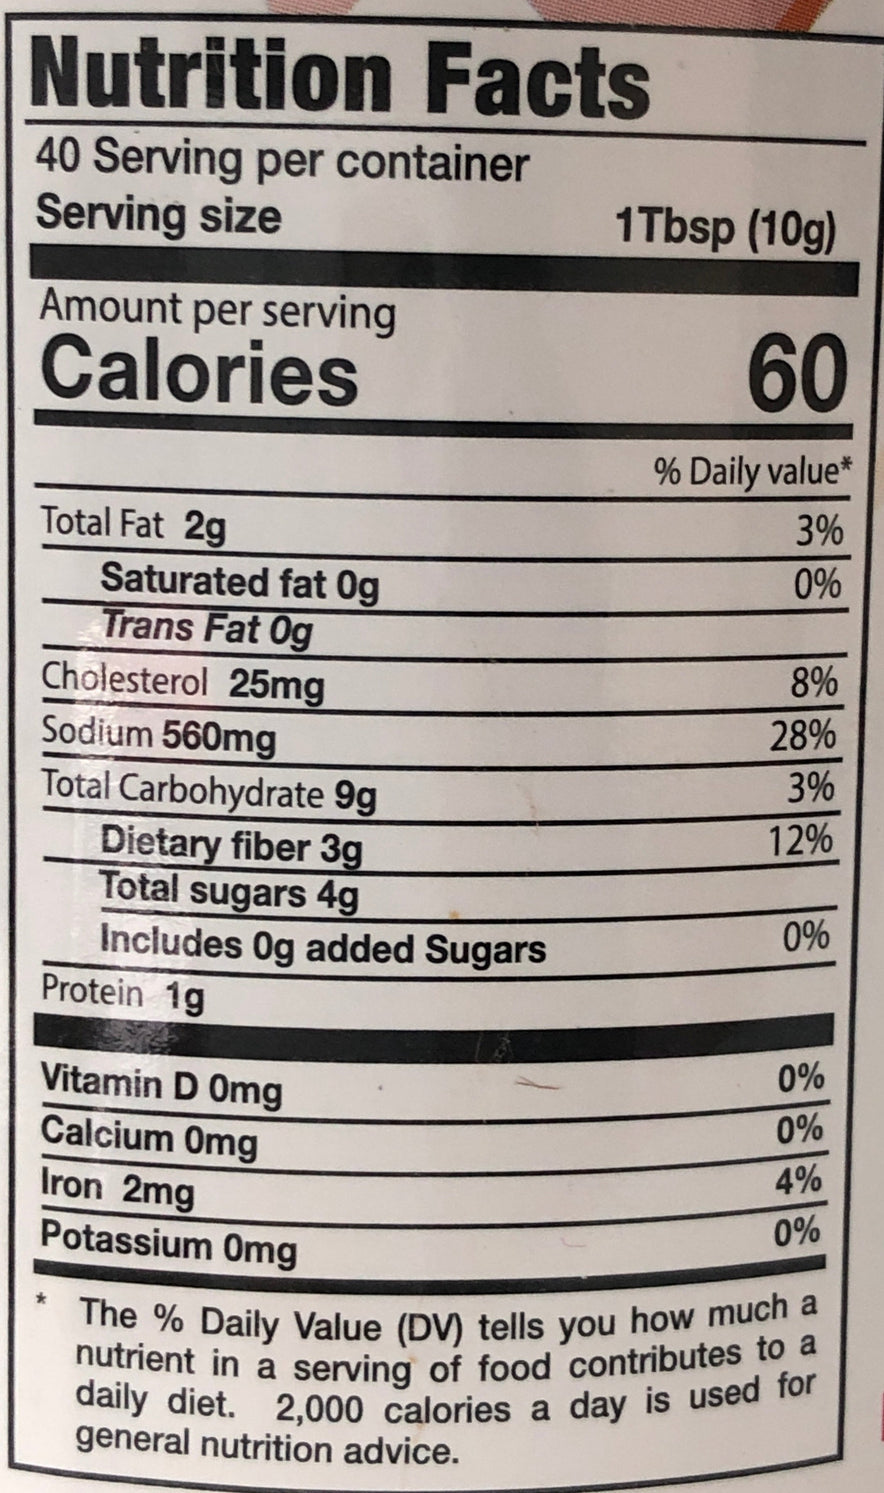 Nutrition Facts
40 Serving per container
Serving size 1Tbsp (10g)
Amount per serving
Calories 60
% Daily value*
Total Fat 2g 3%
Saturated fat 0g 0%
Trans Fat 0g
Cholesterol 25mg 8%
Sodium 560mg 28%
Total Carbohydrate 9g 3%
Dietary fiber 3g 12%
Total sugars 4g
Includes 0g added Sugars 0%
Protein 1g
Vitamin D 0mg 0%
Calcium 0mg 0%
Iron 2mg 4%
Potassium 0mg 0%
* The % Daily Value (DV) tells you how much a
nutrient in a serving of food contributes to a
daily diet. 2,000 calories a day is used for
general nutrition advice.